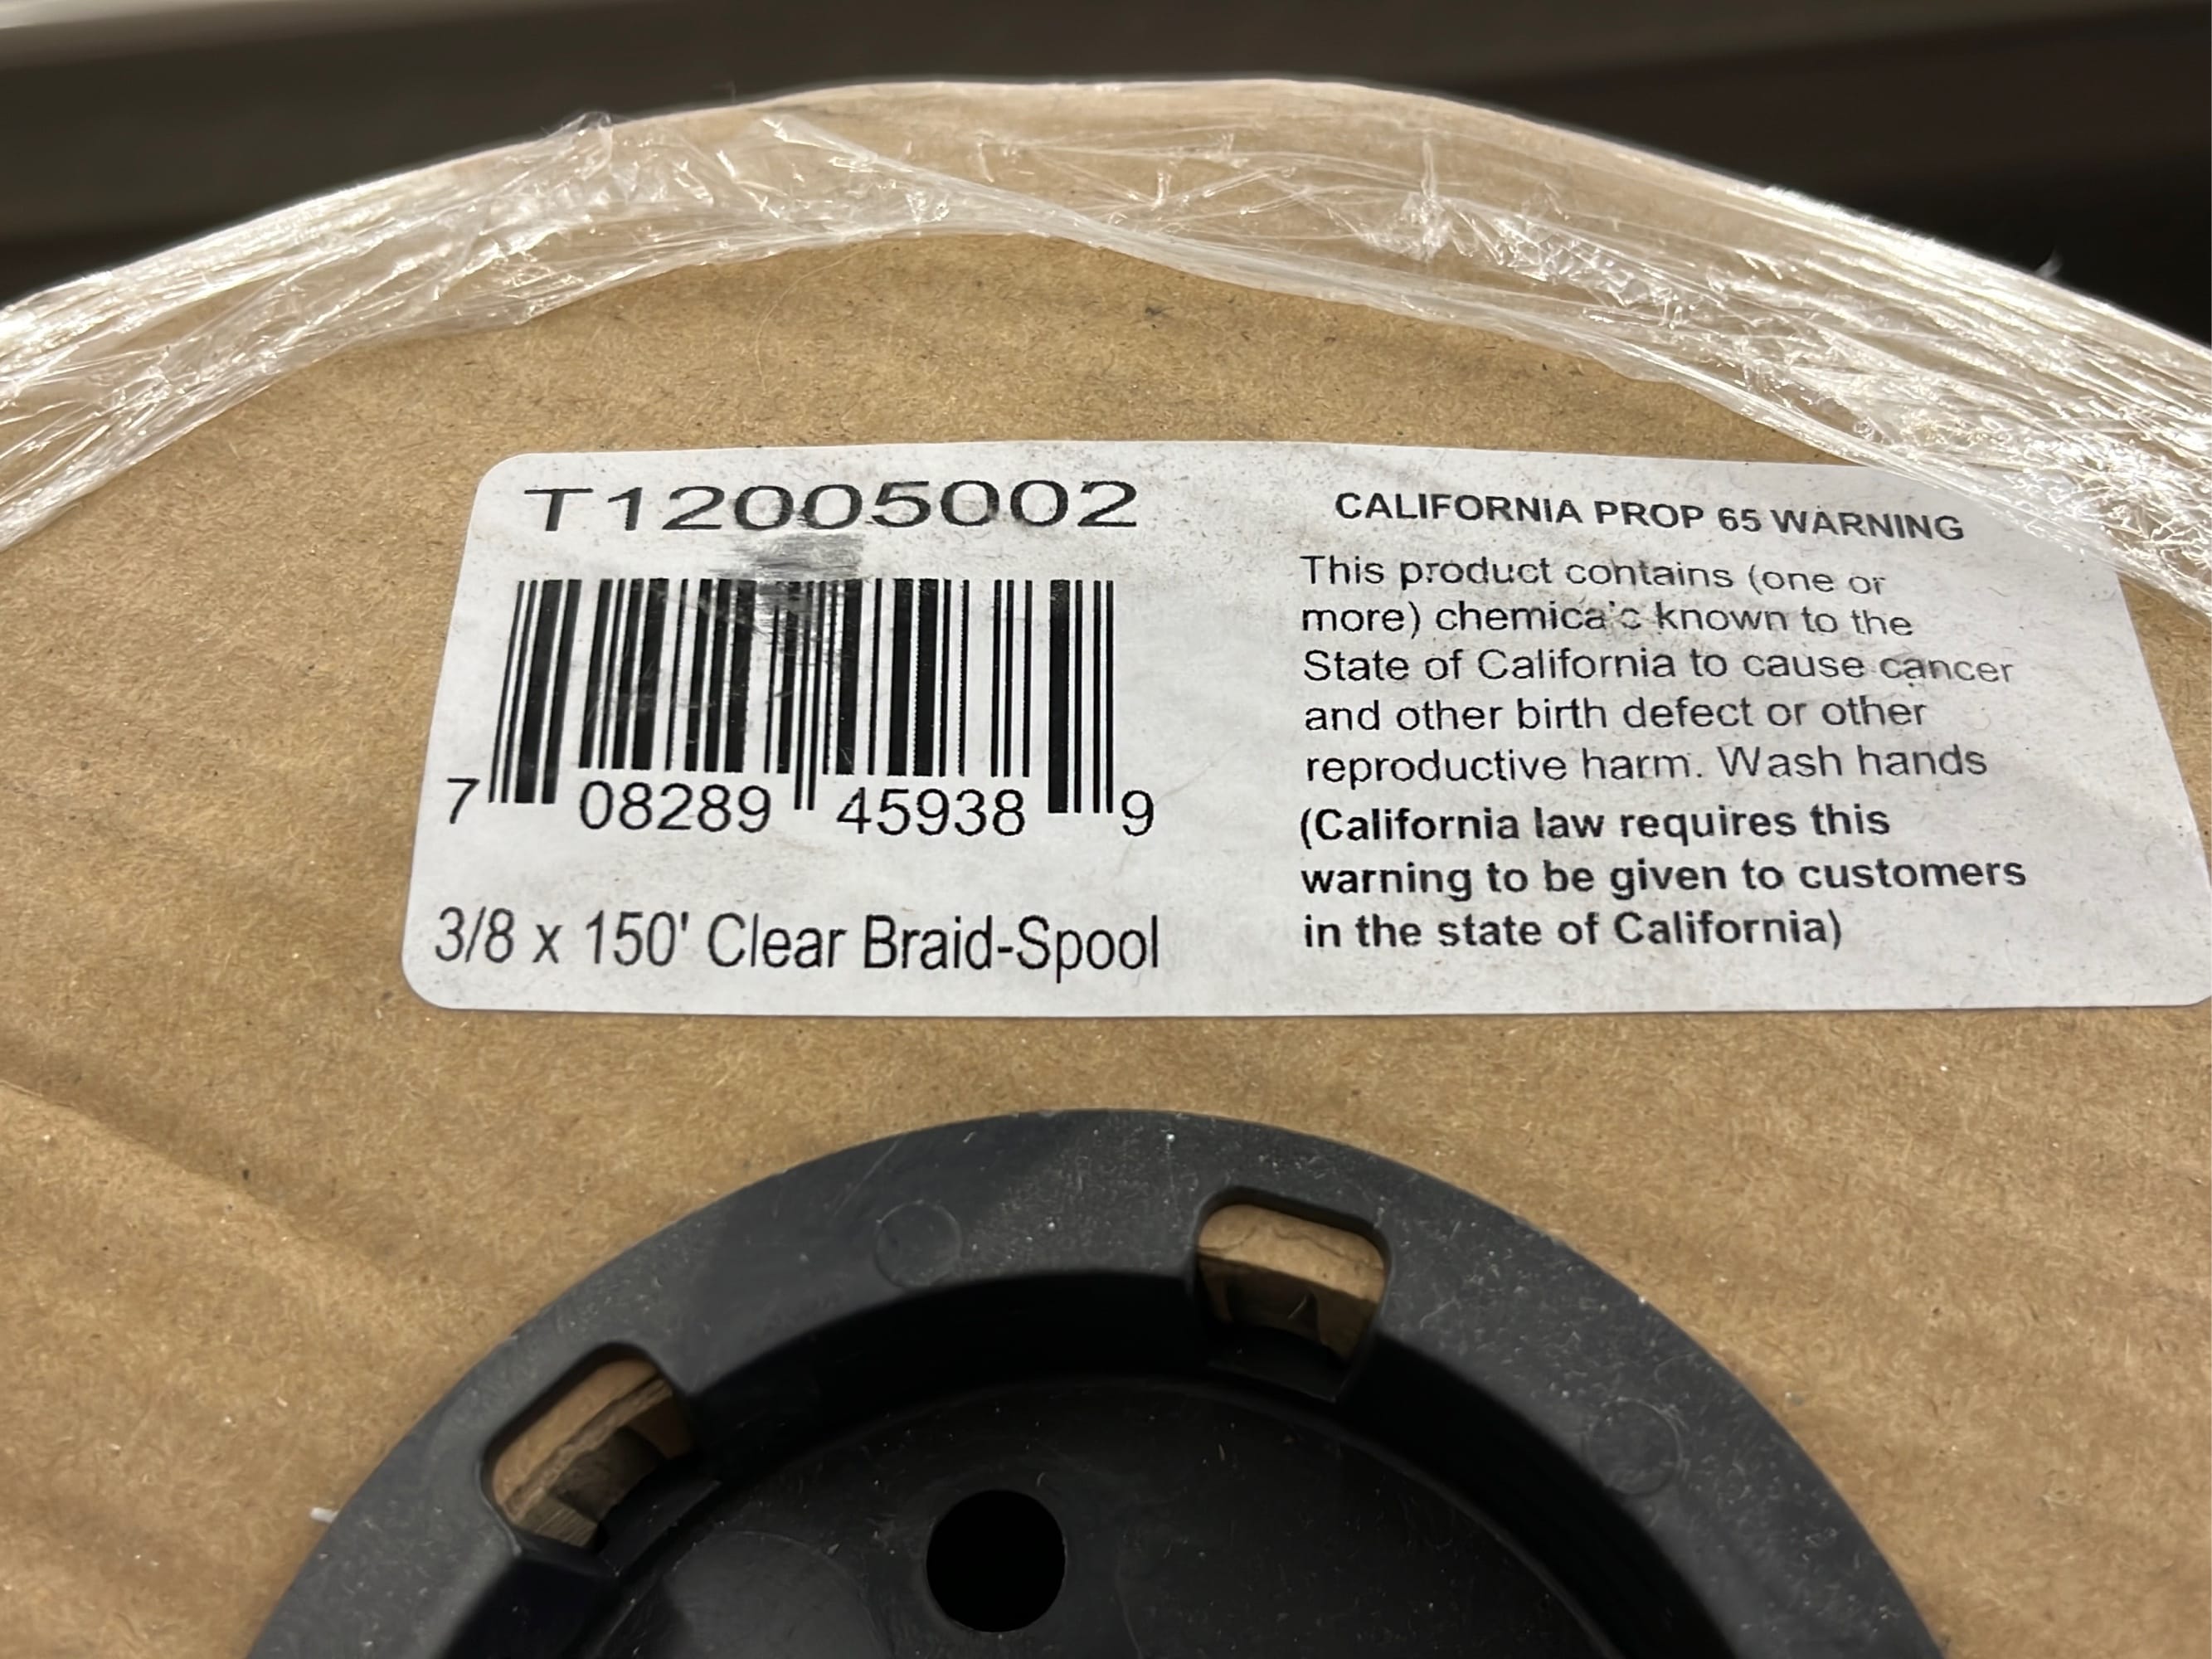 T12005002
7 08289 45938 9
3/8 x 150' Clear Braid-Spool
CALIFORNIA PROP 65 WARNING
This product contains (one or
more) chemicals known to the
State of California to cause cancer
and other birth defect or other
reproductive harm. Wash hands
(California law requires this
warning to be given to customers
in the state of California)